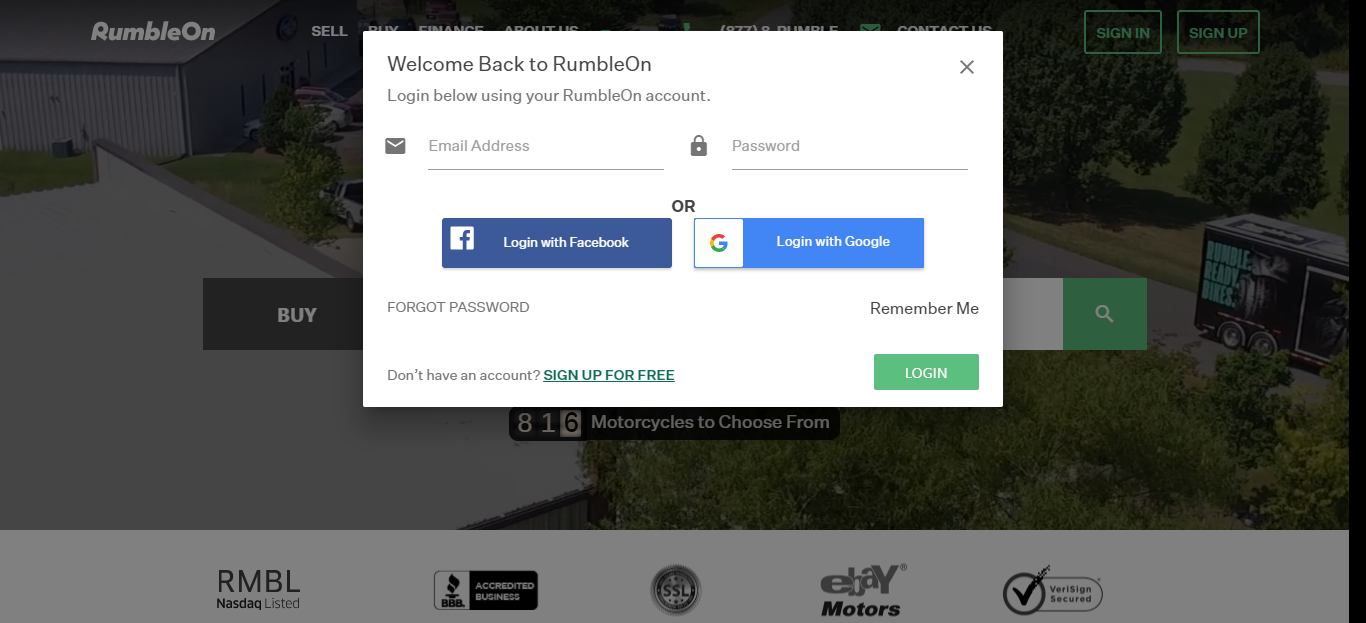 RumbleOn
SELL BUY FINANCE ABOUT US (877) 8-RUMBLE CONTACT US
SIGN IN SIGN UP
Welcome Back to RumbleOn
Login below using your RumbleOn account.
Email Address Password
OR
Login with Facebook Login with Google
FORGOT PASSWORD Remember Me
Don't have an account? SIGN UP FOR FREE LOGIN
BUY
RUMBLE.
READY.
BIKES.
816 Motorcycles to Choose From
RMBL
Nasdaq Listed
BBB. ACCREDITED
BUSINESS
SSL
ebay®
Motors
VeriSign
Secured